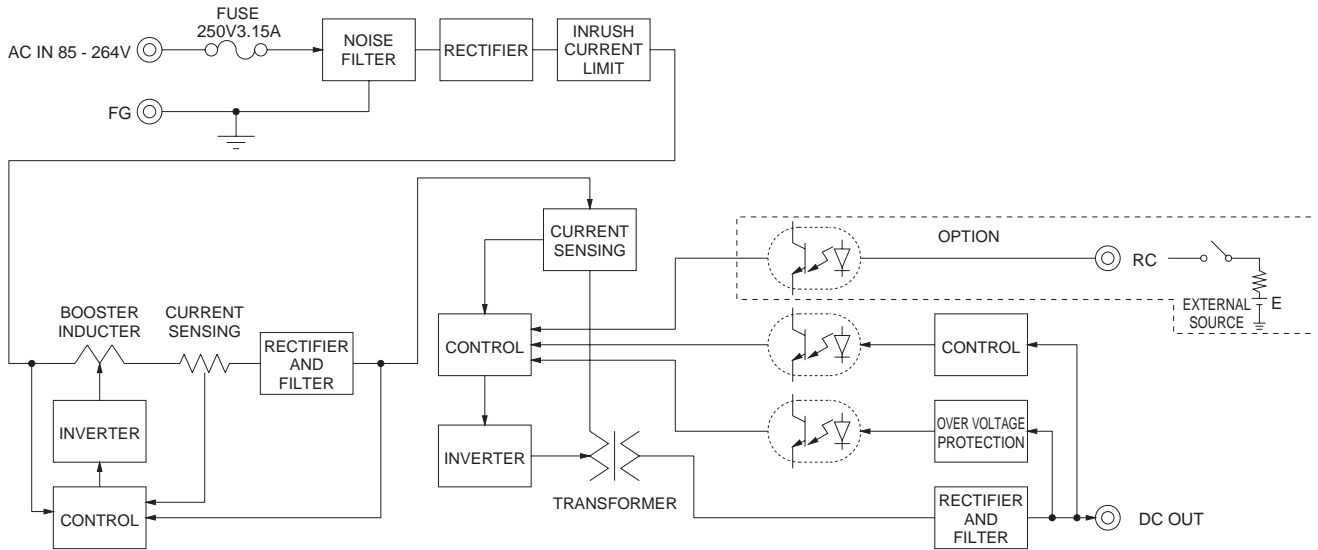 FUSE
250V3.15A
AC IN 85 - 264V
NOISE
FILTER
RECTIFIER
INRUSH
CURRENT
LIMIT
FG
CURRENT
SENSING
OPTION
RC
EXTERNAL
SOURCE
E
BOOSTER
INDUCTER
CURRENT
SENSING
RECTIFIER
AND
FILTER
CONTROL
CONTROL
INVERTER
INVERTER
OVER VOLTAGE
PROTECTION
TRANSFORMER
CONTROL
RECTIFIER
AND
FILTER
DC OUT